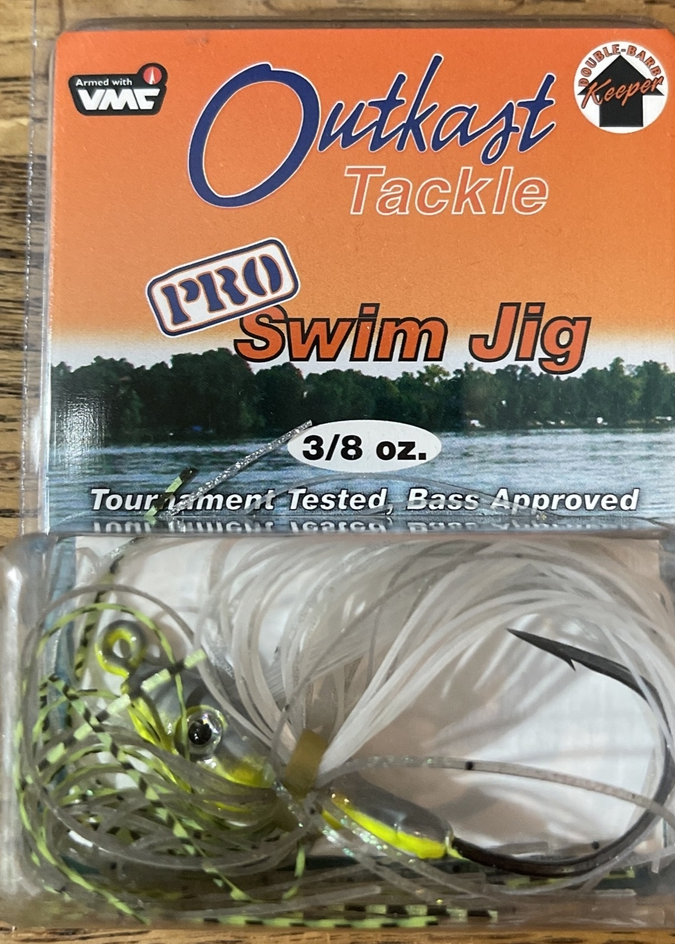 Armed with
VMC
DOUBLE-BARB
Keeper
Outkast
Tackle
PRO
Swim Jig
3/8 oz.
Tournament Tested, Bass Approved